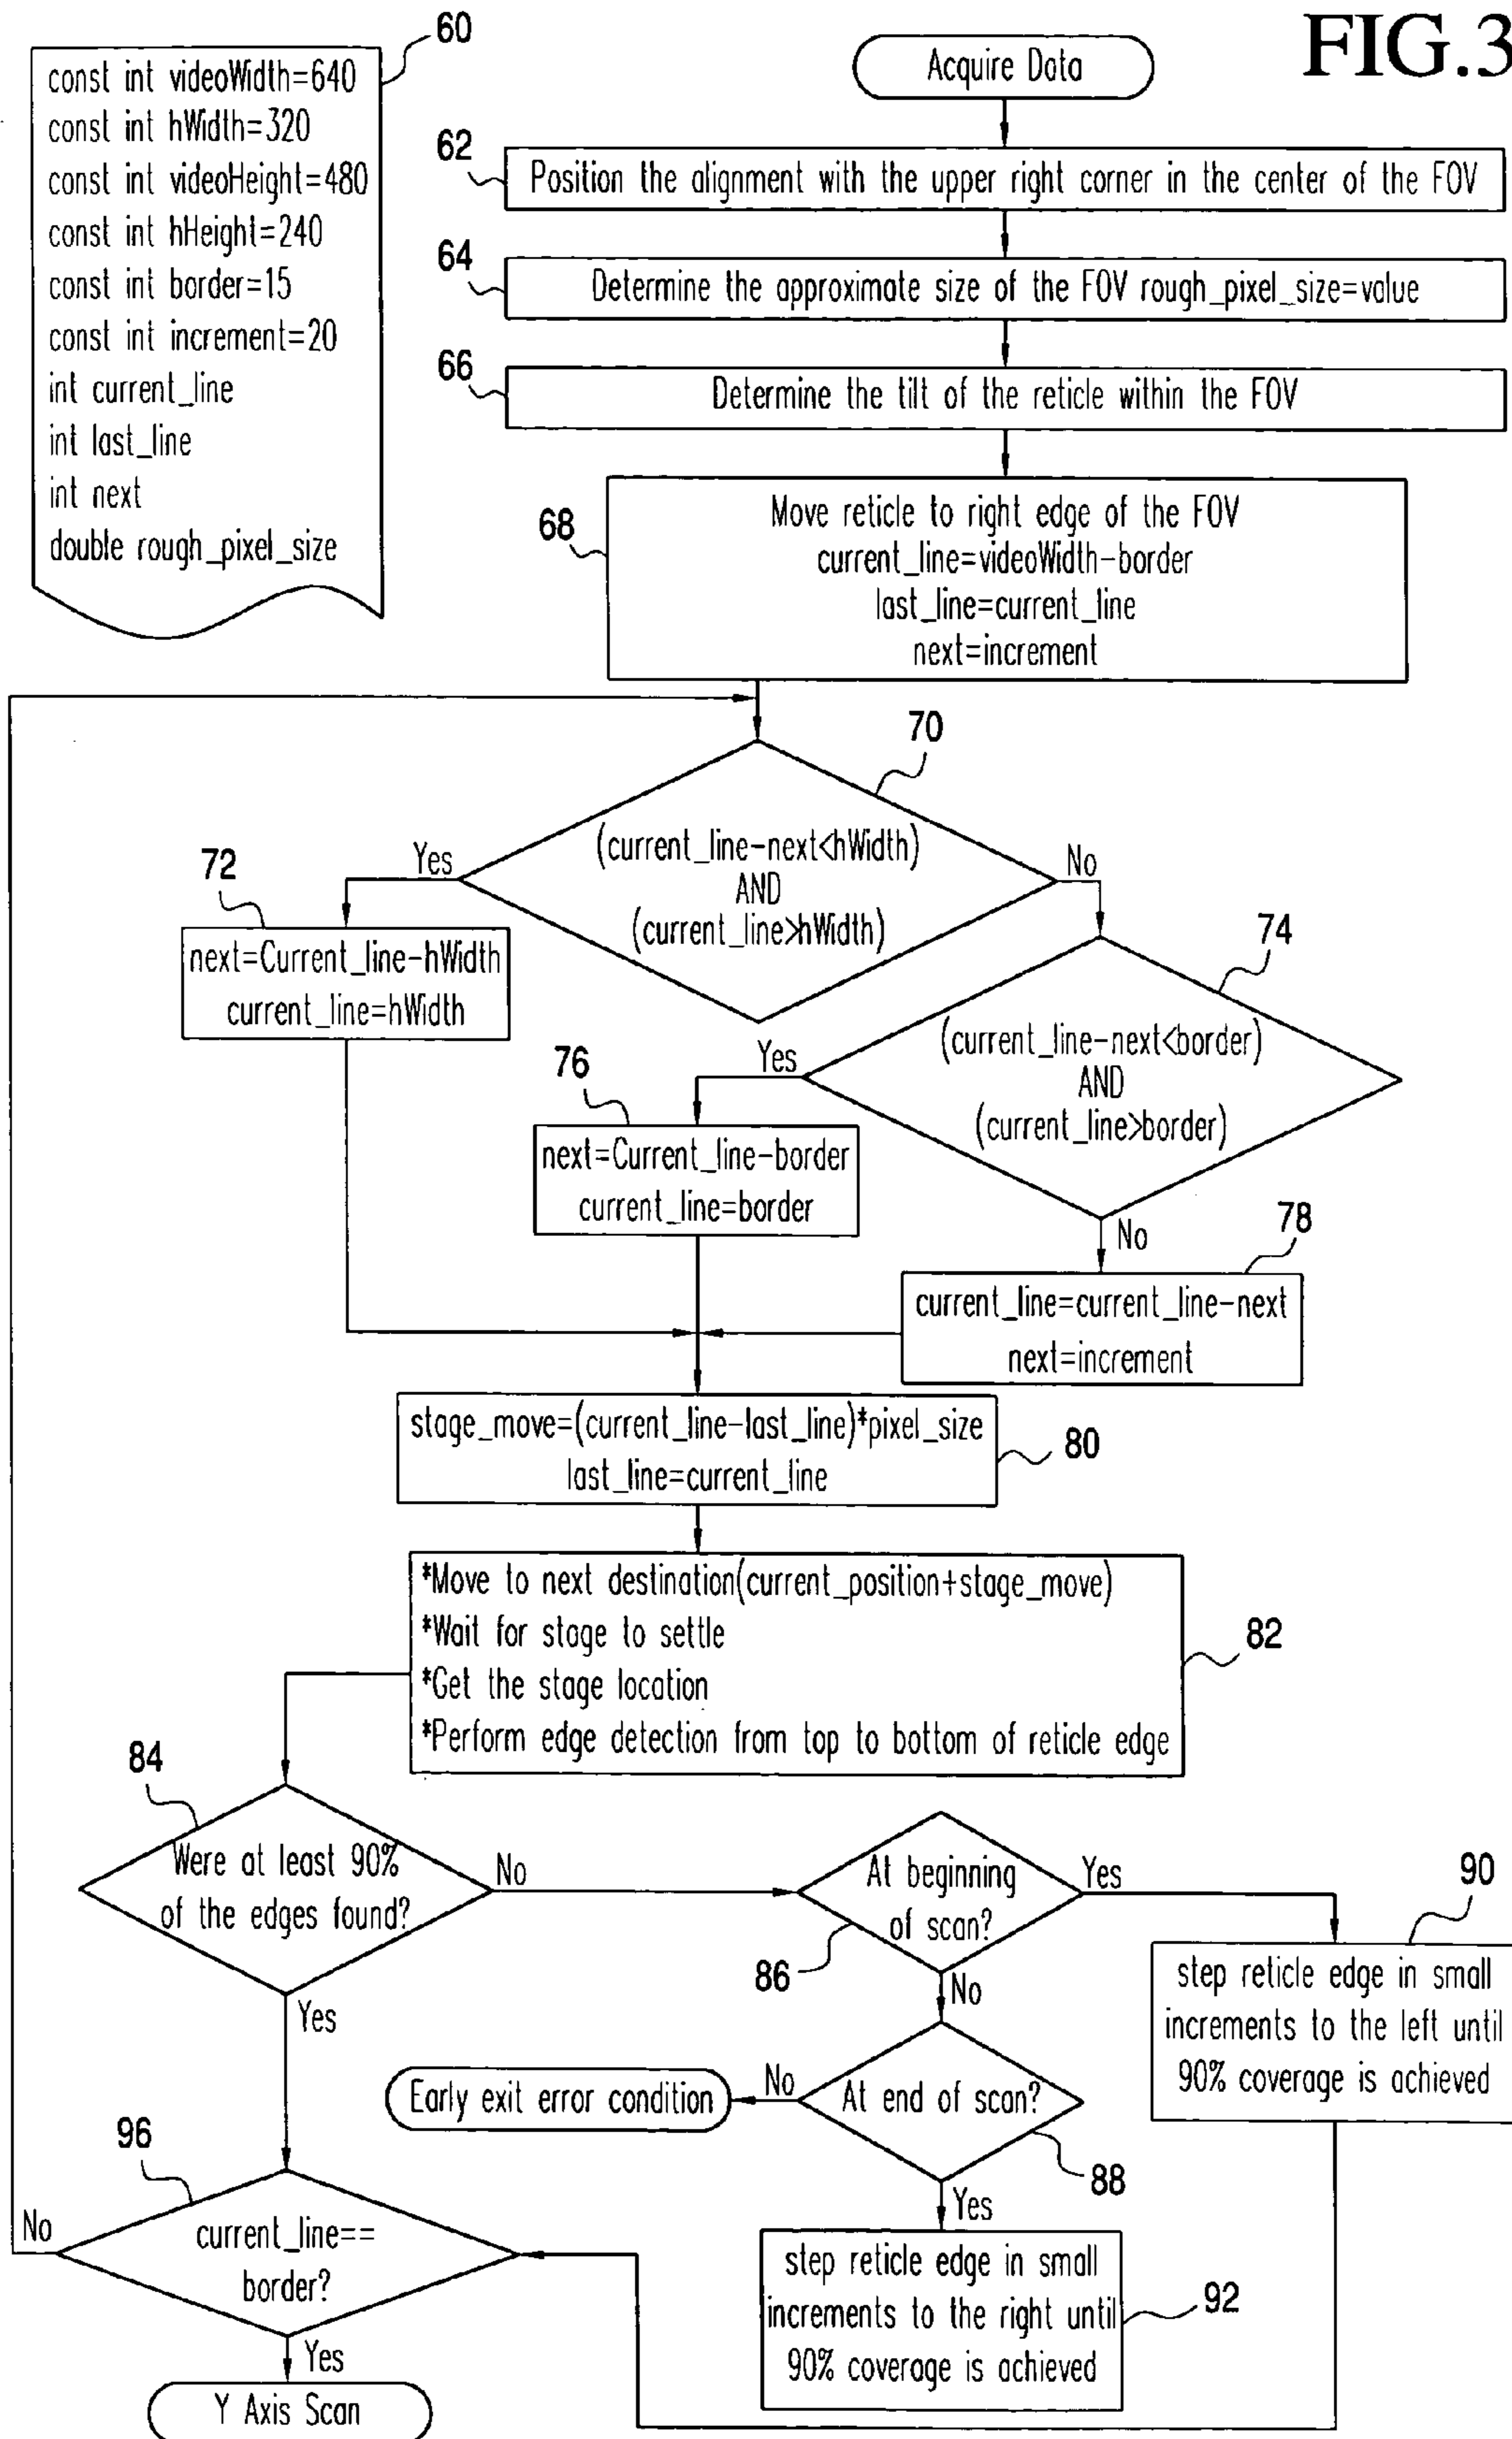 FIG.3
60
const int videoWidth=640
const int hWidth=320
const int videoHeight=480
const int hHeight=240
const int border=15
const int increment=20
int current_line
int last_line
int next
double rough_pixel_size
Acquire Data
62
Position the alignment with the upper right corner in the center of the FOV
64
Determine the approximate size of the FOV rough_pixel_size=value
66
Determine the tilt of the reticle within the FOV
68
Move reticle to right edge of the FOV
current_line=videoWidth-border
last_line=current_line
next=increment
70
(current_line-next<hWidth)
AND
(current_line>hWidth)
Yes
No
72
next=Current_line-hWidth
current_line=hWidth
74
(current_line-next<border)
AND
(current_line>border)
Yes
No
76
next=Current_line-border
current_line=border
78
current_line=current_line-next
next=increment
stage_move=(current_line-last_line)*pixel_size
last_line=current_line
80
*Move to next destination(current_position+stage_move)
*Wait for stage to settle
*Get the stage location
*Perform edge detection from top to bottom of reticle edge
82
84
Were at least 90%
of the edges found?
No
Yes
At beginning
of scan?
86
Yes
No
90
step reticle edge in small
increments to the left until
90% coverage is achieved
At end of scan?
88
No
Early exit error condition
Yes
step reticle edge in small
increments to the right until
90% coverage is achieved
92
96
current_line==
border?
No
Yes
Y Axis Scan